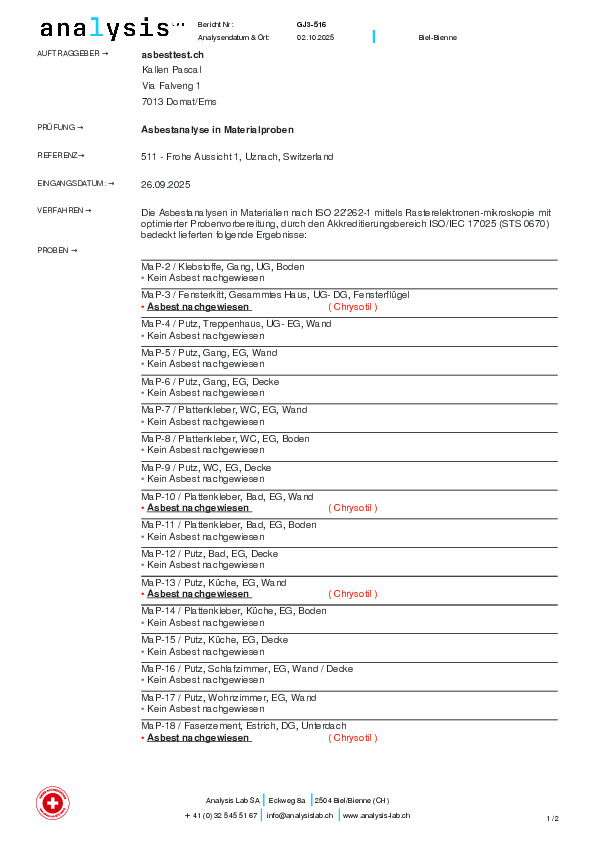 analysis
Bericht Nr: GJ3-516
Analysendatum & Ort: 02.10.2025 Biel-Bienne
AUFTRAGGEBER → asbesttest.ch
Kallen Pascal
Via Falveng 1
7013 Domat/Ems
PRÜFUNG → Asbestanalyse in Materialproben
REFERENZ→ 511 - Frohe Aussicht 1, Uznach, Switzerland
EINGANGSDATUM: → 26.09.2025
VERFAHREN → Die Asbestanalysen in Materialien nach ISO 22'262-1 mittels Rasterelektronen-mikroskopie mit
optimierter Probenvorbereitung, durch den Akkreditierungsbereich ISO/IEC 17'025 (STS 0670)
bedeckt lieferten folgende Ergebnisse:
PROBEN →
MaP-2 / Klebstoffe, Gang, UG, Boden
• Kein Asbest nachgewiesen
MaP-3 / Fensterkitt, Gesammtes Haus, UG- DG, Fensterflügel
• Asbest nachgewiesen ( Chrysotil )
MaP-4 / Putz, Treppenhaus, UG- EG, Wand
• Kein Asbest nachgewiesen
MaP-5 / Putz, Gang, EG, Wand
• Kein Asbest nachgewiesen
MaP-6 / Putz, Gang, EG, Decke
• Kein Asbest nachgewiesen
MaP-7 / Plattenkleber, WC, EG, Wand
• Kein Asbest nachgewiesen
MaP-8 / Plattenkleber, WC, EG, Boden
• Kein Asbest nachgewiesen
MaP-9 / Putz, WC, EG, Decke
• Kein Asbest nachgewiesen
MaP-10 / Plattenkleber, Bad, EG, Wand
• Asbest nachgewiesen ( Chrysotil )
MaP-11 / Plattenkleber, Bad, EG, Boden
• Kein Asbest nachgewiesen
MaP-12 / Putz, Bad, EG, Decke
• Kein Asbest nachgewiesen
MaP-13 / Putz, Küche, EG, Wand
• Asbest nachgewiesen ( Chrysotil )
MaP-14 / Plattenkleber, Küche, EG, Boden
• Kein Asbest nachgewiesen
MaP-15 / Putz, Küche, EG, Decke
• Kein Asbest nachgewiesen
MaP-16 / Putz, Schlafzimmer, EG, Wand / Decke
• Kein Asbest nachgewiesen
MaP-17 / Putz, Wohnzimmer, EG, Wand
• Kein Asbest nachgewiesen
MaP-18 / Faserzement, Estrich, DG, Unterdach
• Asbest nachgewiesen ( Chrysotil )
Analysis Lab SA | Eckweg 8a | 2504 Biel/Bienne (CH)
+ 41 (0) 32 545 51 67 | info@analysislab.ch | www.analysis-lab.ch
1 / 2